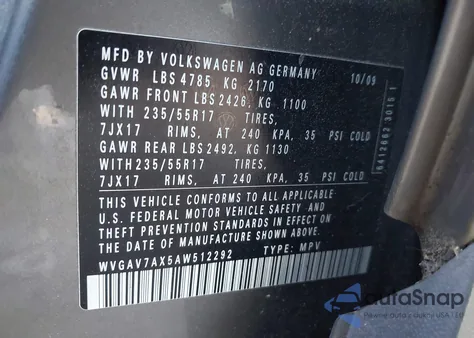 MFD BY VOLKSWAGEN AG GERMANY 10/09
GVWR LBS 4785, KG 2170
GAWR FRONT LBS 2426, KG 1100
WITH 235/55R17 TIRES,
7JX17 RIMS, AT 240 KPA, 35 PSI COLD
GAWR REAR LBS 2492, KG 1130
WITH 235/55R17 TIRES,
7JX17 RIMS, AT 240 KPA, 35 PSI COLD
THIS VEHICLE CONFORMS TO ALL APPLICABLE
U.S. FEDERAL MOTOR VEHICLE SAFETY AND
THEFT PREVENTION STANDARDS IN EFFECT ON
THE DATE OF MANUFACTURE SHOWN ABOVE.
WVGAV7AX5AW512292 TYPE: MPV
6412662 3015 1
autoSnap